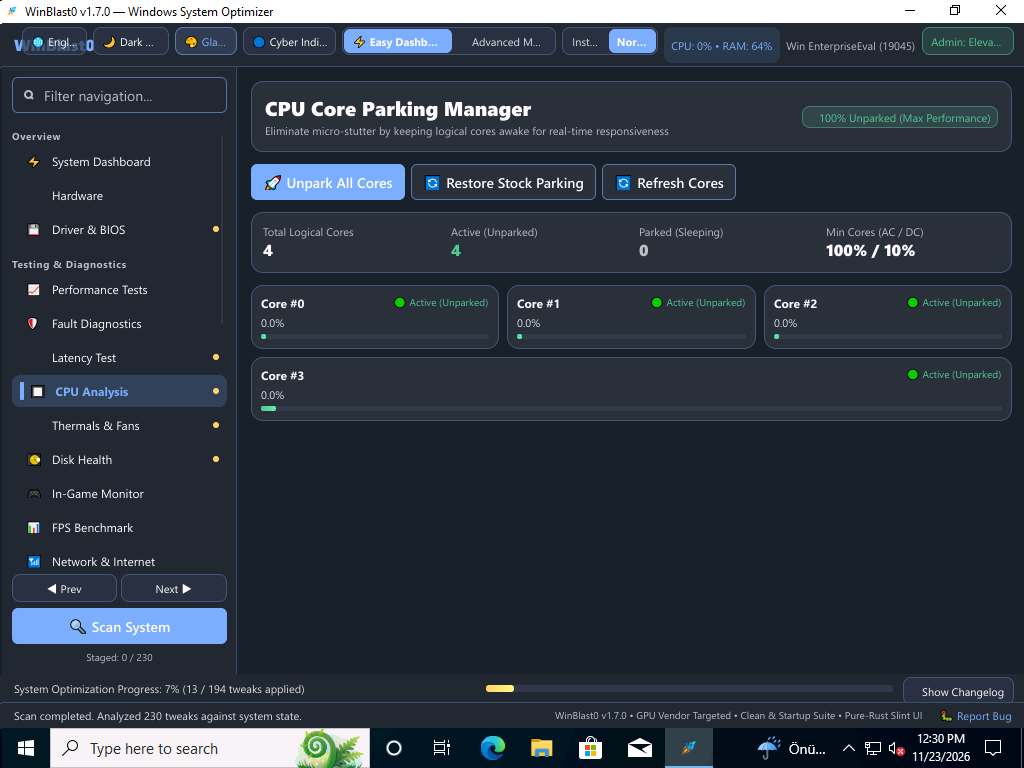 WinBlast0 v1.7.0 — Windows System Optimizer
WinBlast0
Engl...
Dark ...
Gla...
Cyber Indi...
Easy Dashb...
Advanced M...
Inst...
Nor...
CPU: 0% • RAM: 64%
Win EnterpriseEval (19045)
Admin: Eleva...
Filter navigation...
Overview
System Dashboard
Hardware
Driver & BIOS
Testing & Diagnostics
Performance Tests
Fault Diagnostics
Latency Test
CPU Analysis
Thermals & Fans
Disk Health
In-Game Monitor
FPS Benchmark
Network & Internet
◀ Prev
Next ▶
Scan System
Staged: 0 / 230
CPU Core Parking Manager
Eliminate micro-stutter by keeping logical cores awake for real-time responsiveness
100% Unparked (Max Performance)
Unpark All Cores
Restore Stock Parking
Refresh Cores
Total Logical Cores
4
Active (Unparked)
4
Parked (Sleeping)
0
Min Cores (AC / DC)
100% / 10%
Core #0
Active (Unparked)
0.0%
Core #1
Active (Unparked)
0.0%
Core #2
Active (Unparked)
0.0%
Core #3
Active (Unparked)
0.0%
System Optimization Progress: 7% (13 / 194 tweaks applied)
Show Changelog
Scan completed. Analyzed 230 tweaks against system state.
WinBlast0 v1.7.0 • GPU Vendor Targeted • Clean & Startup Suite • Pure-Rust Slint UI
Report Bug
Type here to search
Önü...
12:30 PM
11/23/2026